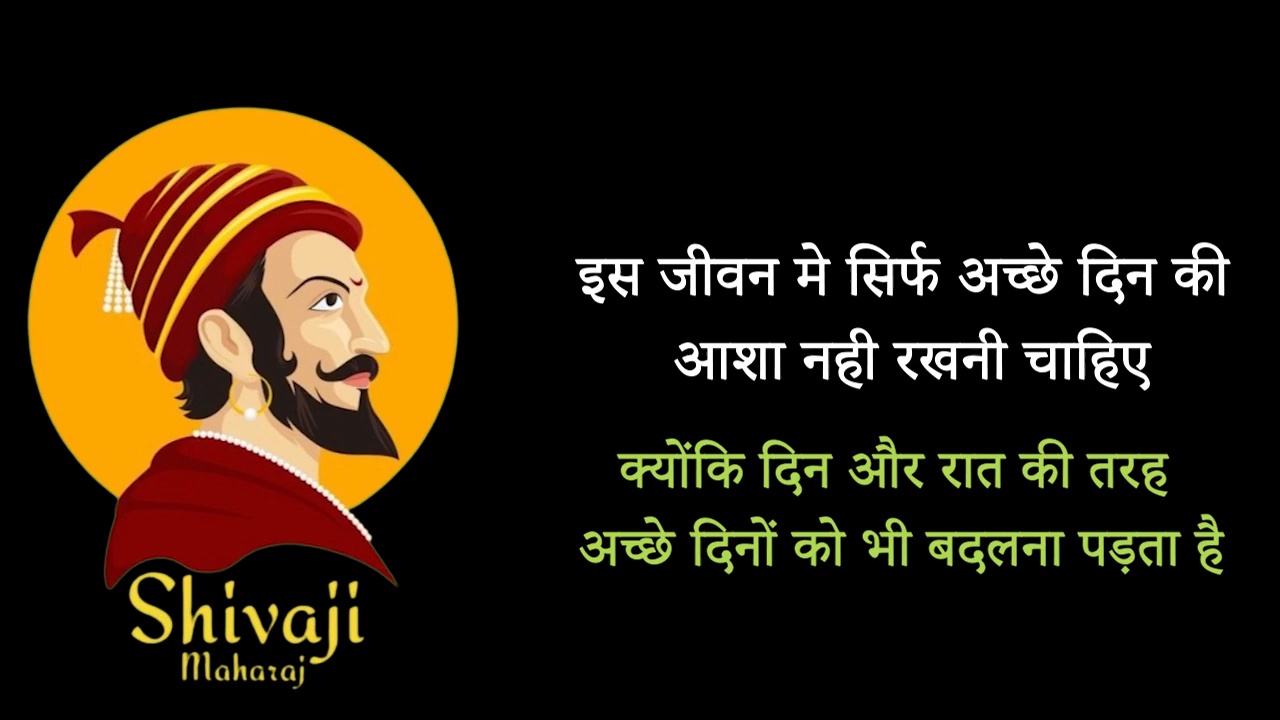 इस जीवन मे सिर्फ अच्छे दिन की
आशा नही रखनी चाहिए
क्योंकि दिन और रात की तरह
अच्छे दिनों को भी बदलना पड़ता है
Shivaji
Maharaj